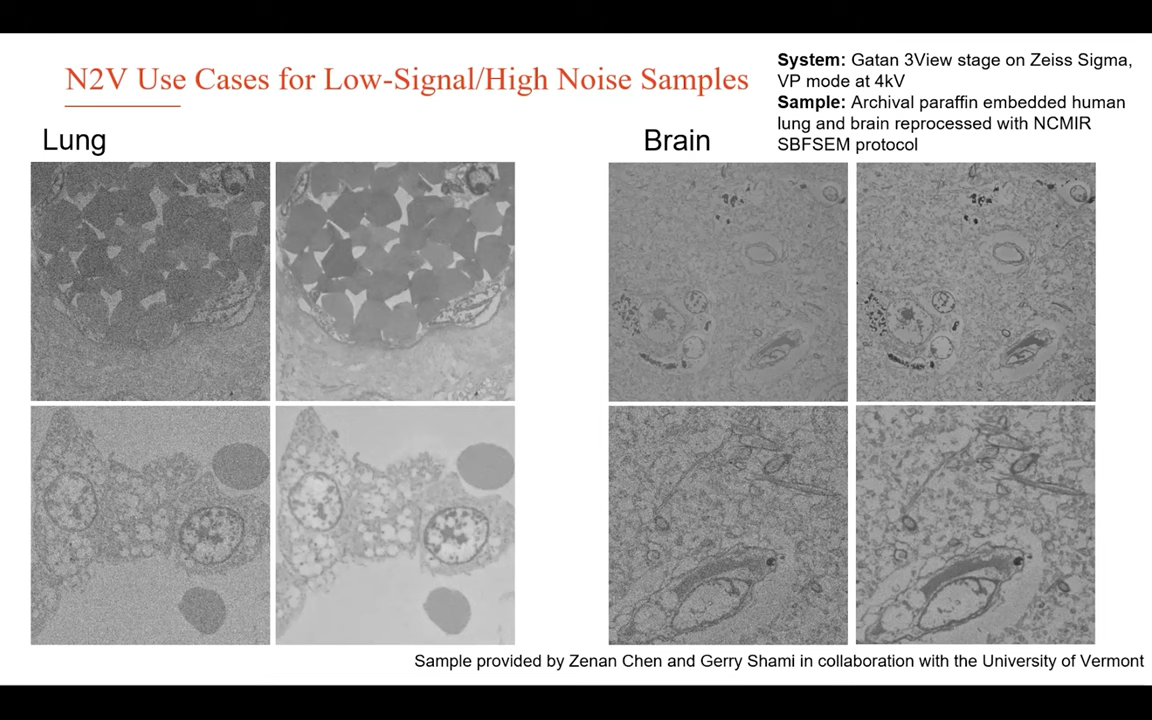 N2V Use Cases for Low-Signal/High Noise Samples
System: Gatan 3View stage on Zeiss Sigma,
VP mode at 4kV
Sample: Archival paraffin embedded human
lung and brain reprocessed with NCMIR
SBFSEM protocol
Lung
Brain
Sample provided by Zenan Chen and Gerry Shami in collaboration with the University of Vermont